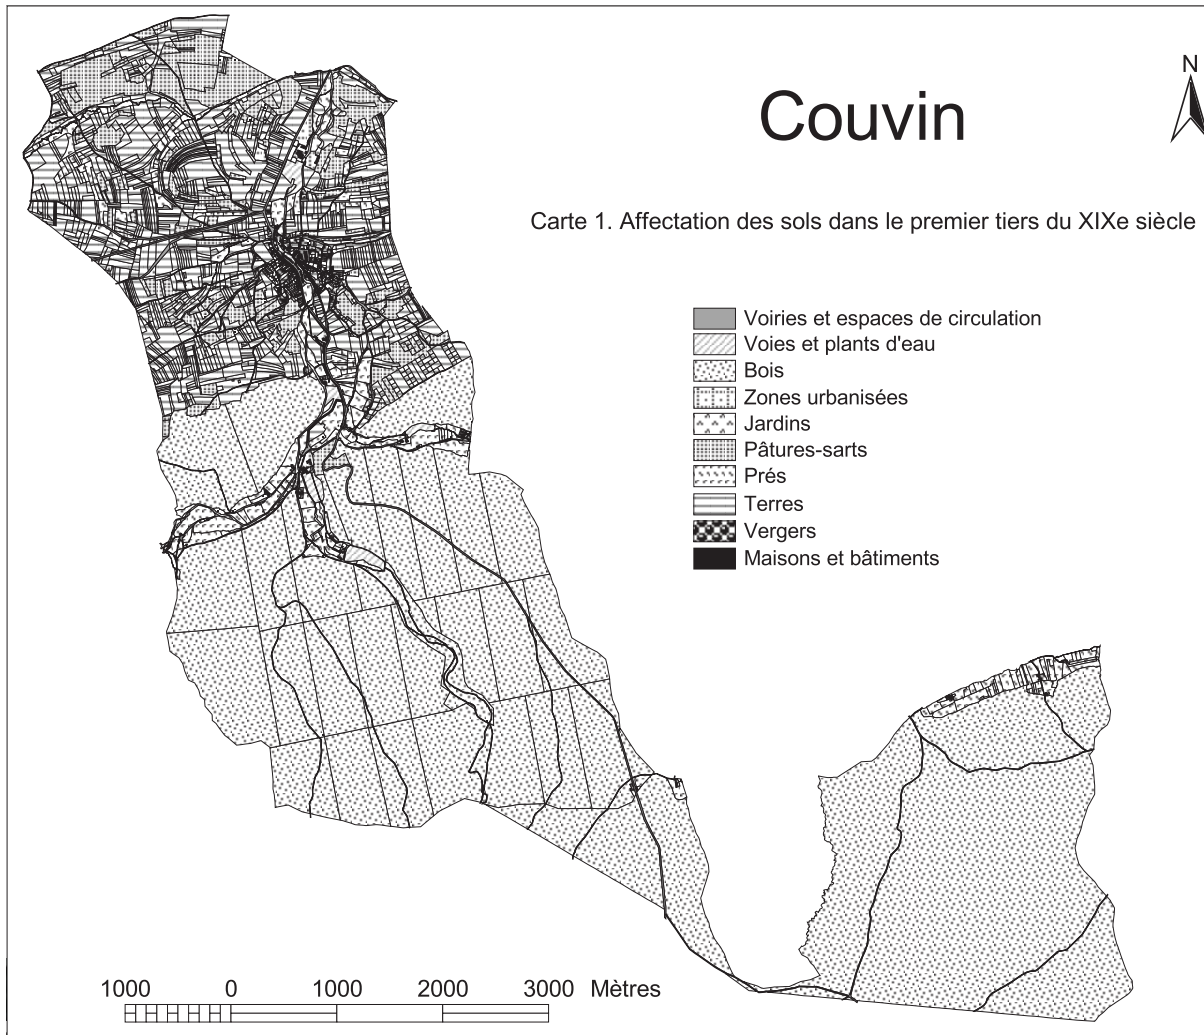 N
Couvin
Carte 1. Affectation des sols dans le premier tiers du XIXe siècle
Voiries et espaces de circulation
Voies et plants d'eau
Bois
Zones urbanisées
Jardins
Pâtures-sarts
Prés
Terres
Vergers
Maisons et bâtiments
1000 0 1000 2000 3000 Mètres